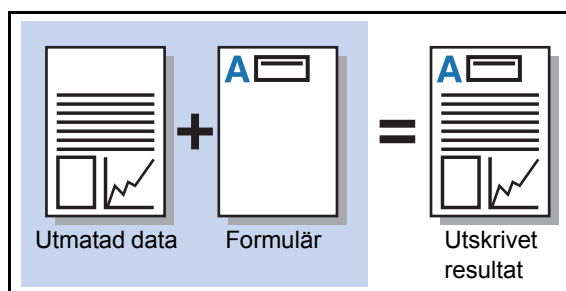 A
A
+
=
Utmatad data
Formulär
Utskrivet
resultat